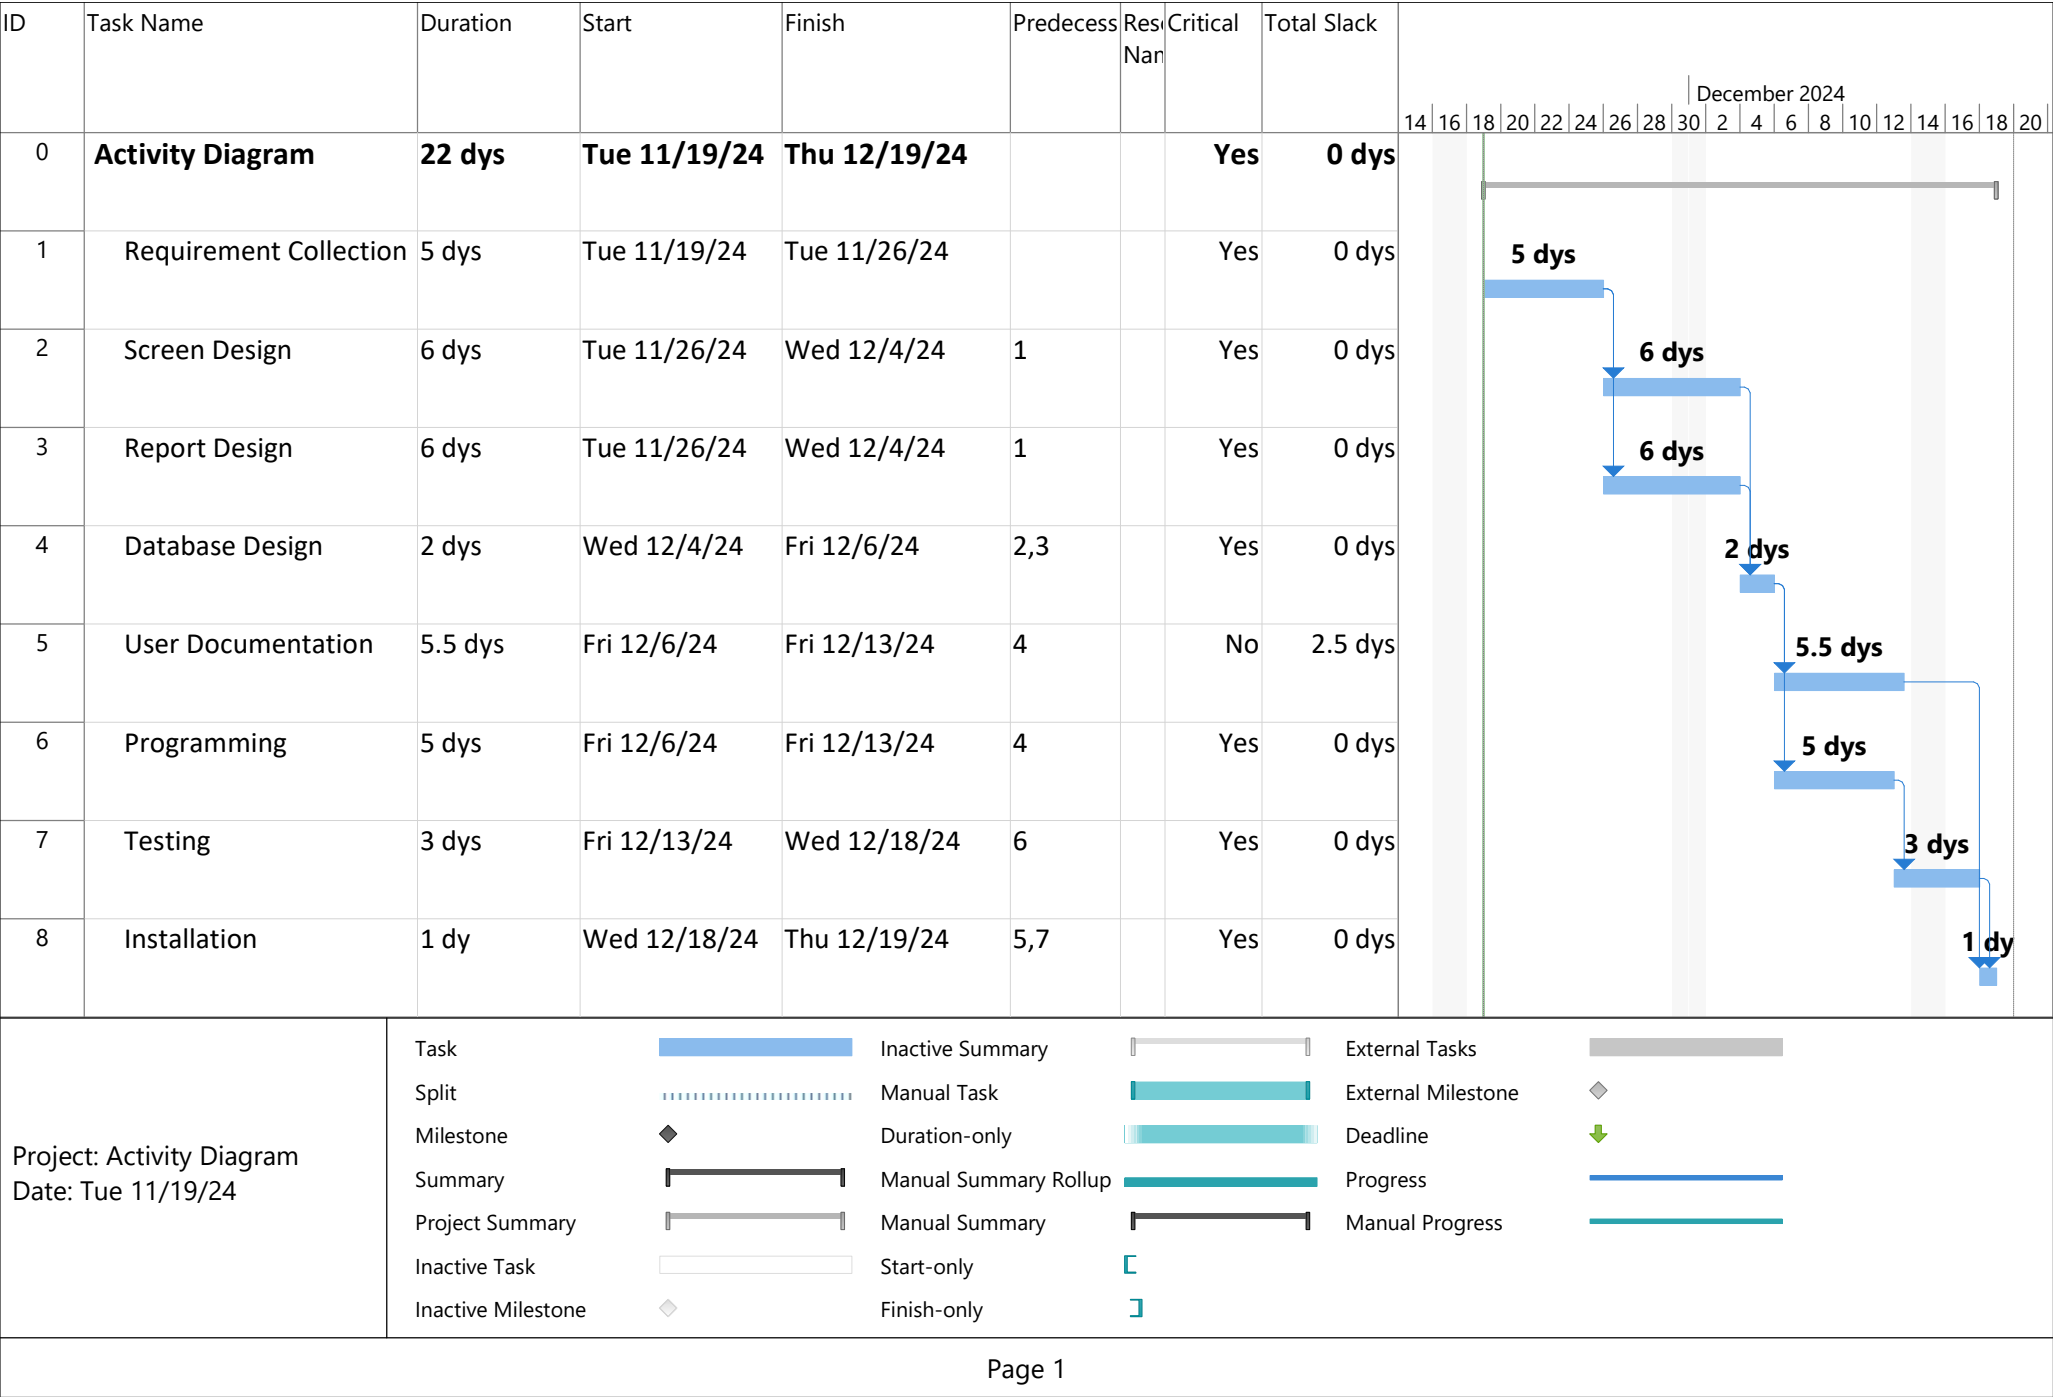 ID Task Name Duration Start Finish Predecess Res Critical Total Slack
Nar
December 2024
14 16 18 20 22 24 26 28 30 2 4 6 8 10 12 14 16 18 20
0 Activity Diagram 22 dys Tue 11/19/24 Thu 12/19/24 Yes 0 dys
1 Requirement Collection 5 dys Tue 11/19/24 Tue 11/26/24 Yes 0 dys 5 dys
2 Screen Design 6 dys Tue 11/26/24 Wed 12/4/24 1 Yes 0 dys 6 dys
3 Report Design 6 dys Tue 11/26/24 Wed 12/4/24 1 Yes 0 dys 6 dys
4 Database Design 2 dys Wed 12/4/24 Fri 12/6/24 2,3 Yes 0 dys 2 dys
5 User Documentation 5.5 dys Fri 12/6/24 Fri 12/13/24 4 No 2.5 dys 5.5 dys
6 Programming 5 dys Fri 12/6/24 Fri 12/13/24 4 Yes 0 dys 5 dys
7 Testing 3 dys Fri 12/13/24 Wed 12/18/24 6 Yes 0 dys 3 dys
8 Installation 1 dy Wed 12/18/24 Thu 12/19/24 5,7 Yes 0 dys 1 dy
Project: Activity Diagram
Date: Tue 11/19/24
Task
Split
Milestone
Summary
Project Summary
Inactive Task
Inactive Milestone
Inactive Summary
Manual Task
Duration-only
Manual Summary Rollup
Manual Summary
Start-only
Finish-only
External Tasks
External Milestone
Deadline
Progress
Manual Progress
Page 1